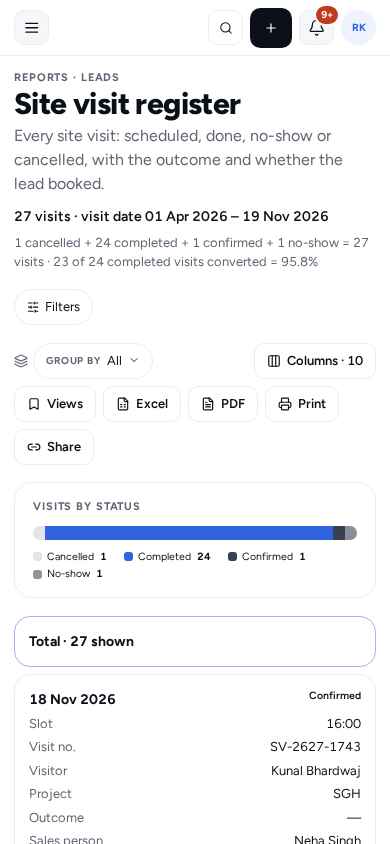 9+
RK
REPORTS · LEADS
Site visit register
Every site visit: scheduled, done, no-show or
cancelled, with the outcome and whether the
lead booked.
27 visits · visit date 01 Apr 2026 – 19 Nov 2026
1 cancelled + 24 completed + 1 confirmed + 1 no-show = 27
visits · 23 of 24 completed visits converted = 95.8%
Filters
GROUP BY All
Columns · 10
Views
Excel
PDF
Print
Share
VISITS BY STATUS
Cancelled 1
Completed 24
Confirmed 1
No-show 1
Total · 27 shown
18 Nov 2026 Confirmed
Slot 16:00
Visit no. SV-2627-1743
Visitor Kunal Bhardwaj
Project SGH
Outcome —
Sales person Neha Singh